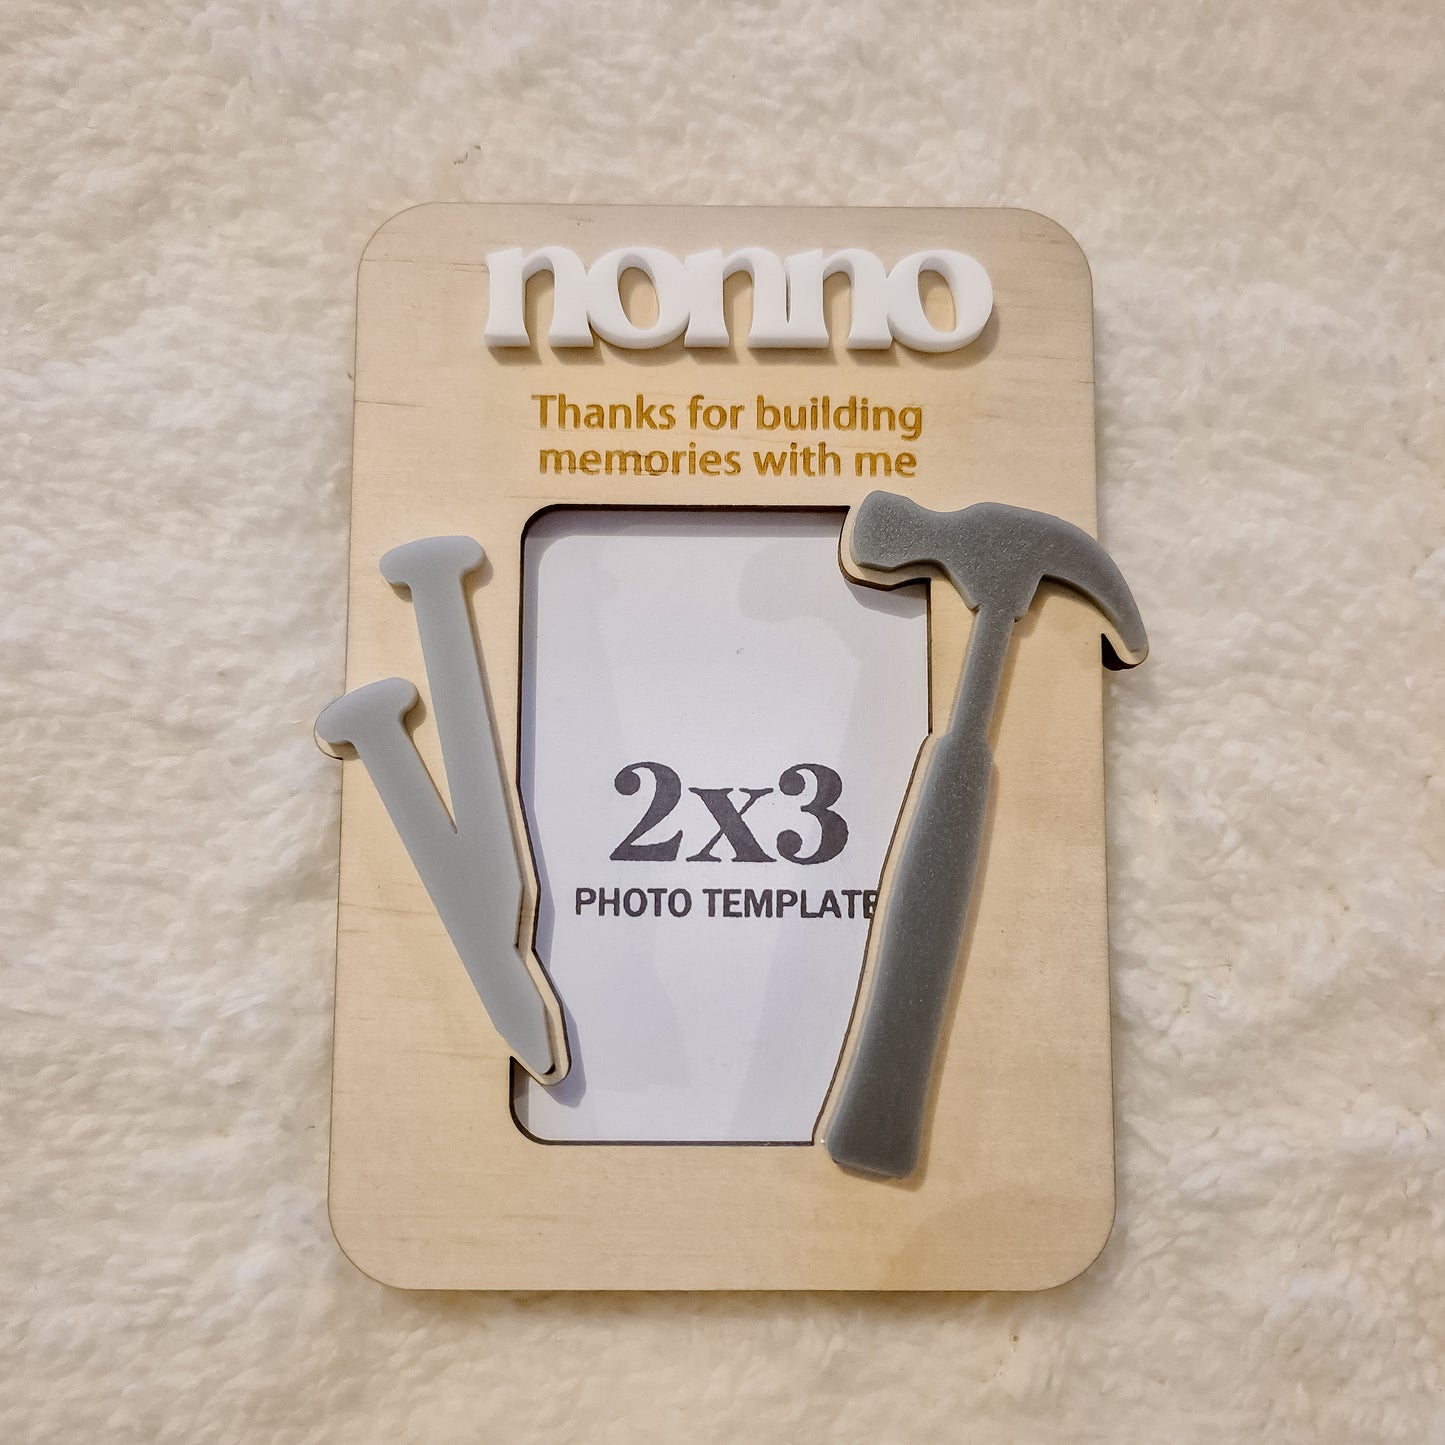 nonno
Thanks for building
memories with me
2x3
PHOTO TEMPLATE